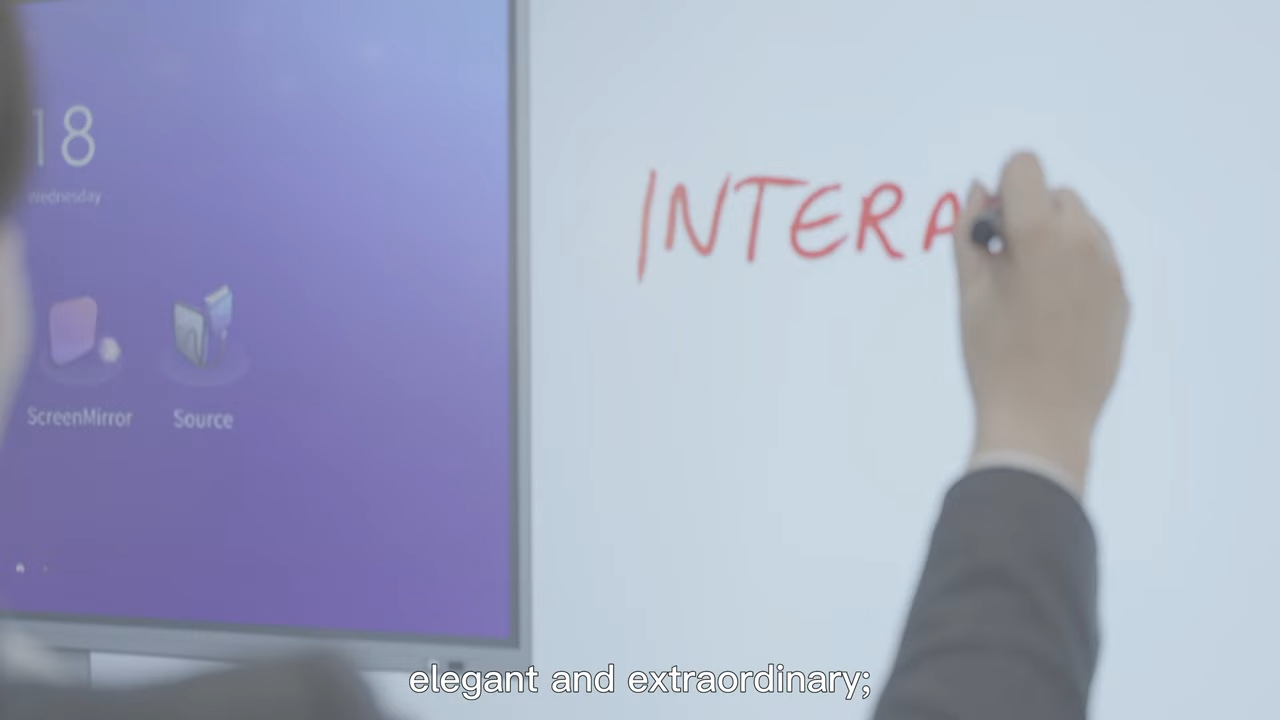 18
Wednesday
ScreenMirror
Source
INTERA
elegant and extraordinary;